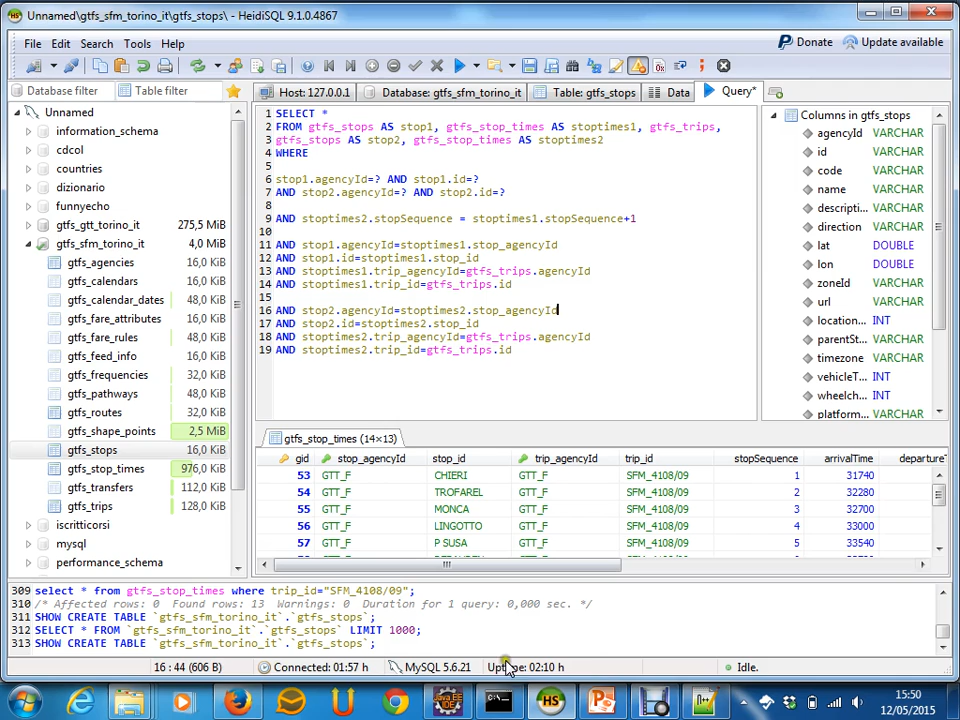 Unnamed\gtfs_sfm_torino_it\gtfs_stops\ - HeidiSQL 9.1.0.4867
File Edit Search Tools Help
Donate Update available
Database filter Table filter
Host: 127.0.0.1 Database: gtfs_sfm_torino_it Table: gtfs_stops Data Query*
Unnamed
information_schema
cdcol
countries
dizionario
funnyecho
gtfs_gtt_torino_it 275,5 MiB
gtfs_sfm_torino_it 4,0 MiB
gtfs_agencies 16,0 KiB
gtfs_calendars 16,0 KiB
gtfs_calendar_dates 48,0 KiB
gtfs_fare_attributes 16,0 KiB
gtfs_fare_rules 48,0 KiB
gtfs_feed_info 16,0 KiB
gtfs_frequencies 32,0 KiB
gtfs_pathways 48,0 KiB
gtfs_routes 32,0 KiB
gtfs_shape_points 2,5 MiB
gtfs_stops 16,0 KiB
gtfs_stop_times 976,0 KiB
gtfs_transfers 112,0 KiB
gtfs_trips 128,0 KiB
iscritticorsi
mysql
performance_schema
1 SELECT *
2 FROM gtfs_stops AS stop1, gtfs_stop_times AS stoptimes1, gtfs_trips,
3 gtfs_stops AS stop2, gtfs_stop_times AS stoptimes2
4 WHERE
5
6 stop1.agencyId=? AND stop1.id=?
7 AND stop2.agencyId=? AND stop2.id=?
8
9 AND stoptimes2.stopSequence = stoptimes1.stopSequence+1
10
11 AND stop1.agencyId=stoptimes1.stop_agencyId
12 AND stop1.id=stoptimes1.stop_id
13 AND stoptimes1.trip_agencyId=gtfs_trips.agencyId
14 AND stoptimes1.trip_id=gtfs_trips.id
15
16 AND stop2.agencyId=stoptimes2.stop_agencyId
17 AND stop2.id=stoptimes2.stop_id
18 AND stoptimes2.trip_agencyId=gtfs_trips.agencyId
19 AND stoptimes2.trip_id=gtfs_trips.id
Columns in gtfs_stops
agencyId VARCHAR
id VARCHAR
code VARCHAR
name VARCHAR
descripti... VARCHAR
direction VARCHAR
lat DOUBLE
lon DOUBLE
zoneId VARCHAR
url VARCHAR
location... INT
parentSt... VARCHAR
timezone VARCHAR
vehicleT... INT
wheelch... INT
platform... VARCHAR
gtfs_stop_times (14×13)
gid stop_agencyId stop_id trip_agencyId trip_id stopSequence arrivalTime departureT
53 GTT_F CHIERI GTT_F SFM_4108/09 1 31740
54 GTT_F TROFAREL GTT_F SFM_4108/09 2 32280
55 GTT_F MONCA GTT_F SFM_4108/09 3 32700
56 GTT_F LINGOTTO GTT_F SFM_4108/09 4 33000
57 GTT_F P SUSA GTT_F SFM_4108/09 5 33540
309 select * from gtfs_stop_times where trip_id="SFM_4108/09";
310 /* Affected rows: 0 Found rows: 13 Warnings: 0 Duration for 1 query: 0,000 sec. */
311 SHOW CREATE TABLE `gtfs_sfm_torino_it`.`gtfs_stops`;
312 SELECT * FROM `gtfs_sfm_torino_it`.`gtfs_stops` LIMIT 1000;
313 SHOW CREATE TABLE `gtfs_sfm_torino_it`.`gtfs_stops`;
16 : 44 (606 B) Connected: 01:57 h MySQL 5.6.21 Uptime: 02:10 h Idle.
15:50
12/05/2015